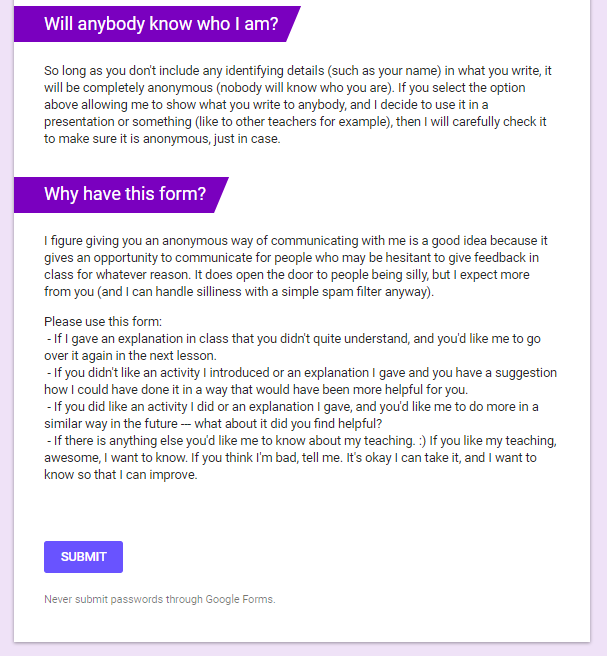 Will anybody know who I am?
So long as you don't include any identifying details (such as your name) in what you write, it
will be completely anonymous (nobody will know who you are). If you select the option
above allowing me to show what you write to anybody, and I decide to use it in a
presentation or something (like to other teachers for example), then I will carefully check it
to make sure it is anonymous, just in case.
Why have this form?
I figure giving you an anonymous way of communicating with me is a good idea because it
gives an opportunity to communicate for people who may be hesitant to give feedback in
class for whatever reason. It does open the door to people being silly, but I expect more
from you (and I can handle silliness with a simple spam filter anyway).
Please use this form:
- If I gave an explanation in class that you didn't quite understand, and you'd like me to go
over it again in the next lesson.
- If you didn't like an activity I introduced or an explanation I gave and you have a suggestion
how I could have done it in a way that would have been more helpful for you.
- If you did like an activity I did or an explanation I gave, and you'd like me to do more in a
similar way in the future --- what about it did you find helpful?
- If there is anything else you'd like me to know about my teaching. :) If you like my teaching,
awesome, I want to know. If you think I'm bad, tell me. It's okay I can take it, and I want to
know so that I can improve.
SUBMIT
Never submit passwords through Google Forms.